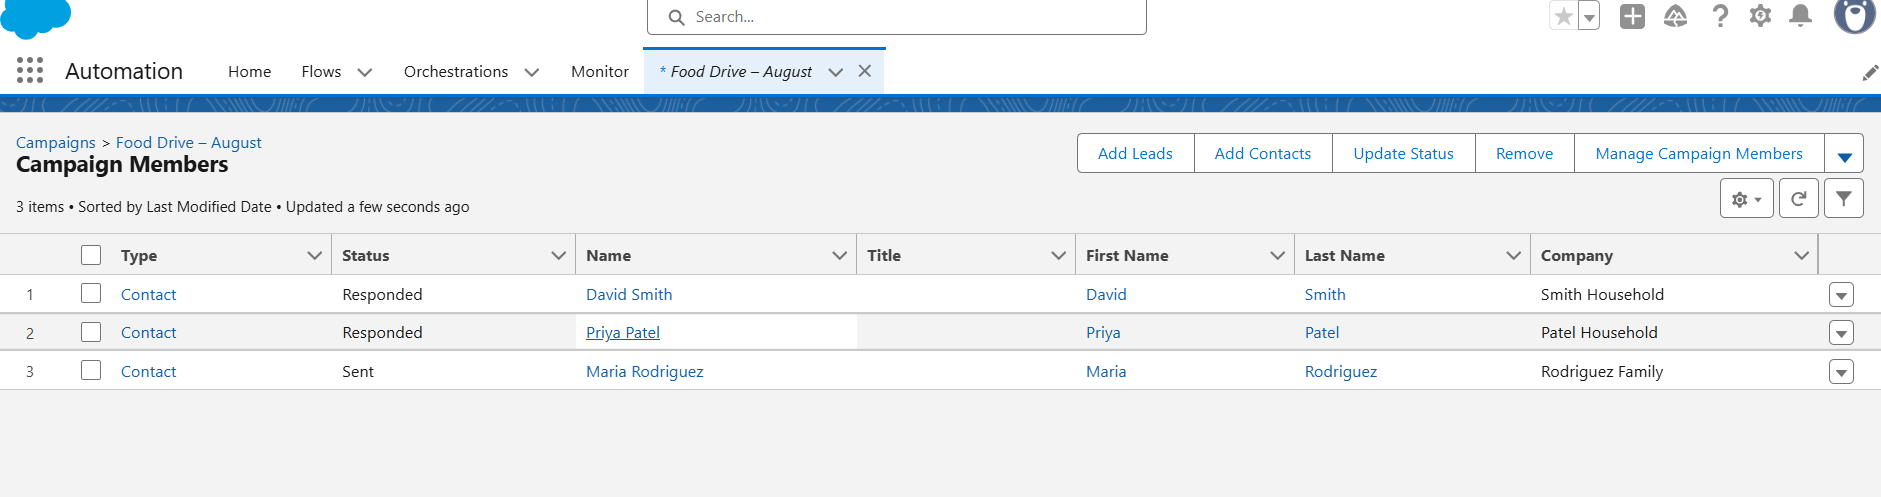 Search...
Automation
Home
Flows
Orchestrations
Monitor
* Food Drive – August
Campaigns > Food Drive – August
Campaign Members
Add Leads
Add Contacts
Update Status
Remove
Manage Campaign Members
3 items • Sorted by Last Modified Date • Updated a few seconds ago
Type Status Name Title First Name Last Name Company
1 Contact Responded David Smith David Smith Smith Household
2 Contact Responded Priya Patel Priya Patel Patel Household
3 Contact Sent Maria Rodriguez Maria Rodriguez Rodriguez Family